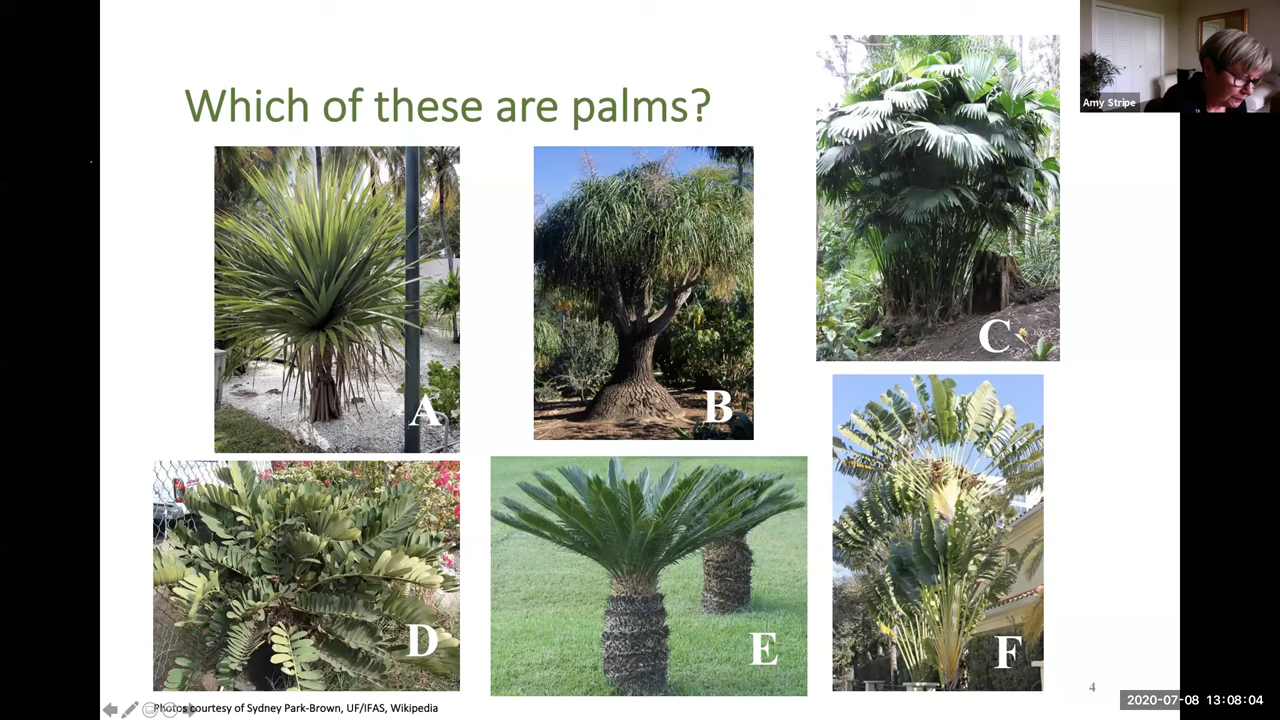 Which of these are palms?
Amy Stripe
A
B
C
D
E
F
4
Photos courtesy of Sydney Park-Brown, UF/IFAS, Wikipedia
2020-07-08 13:08:04